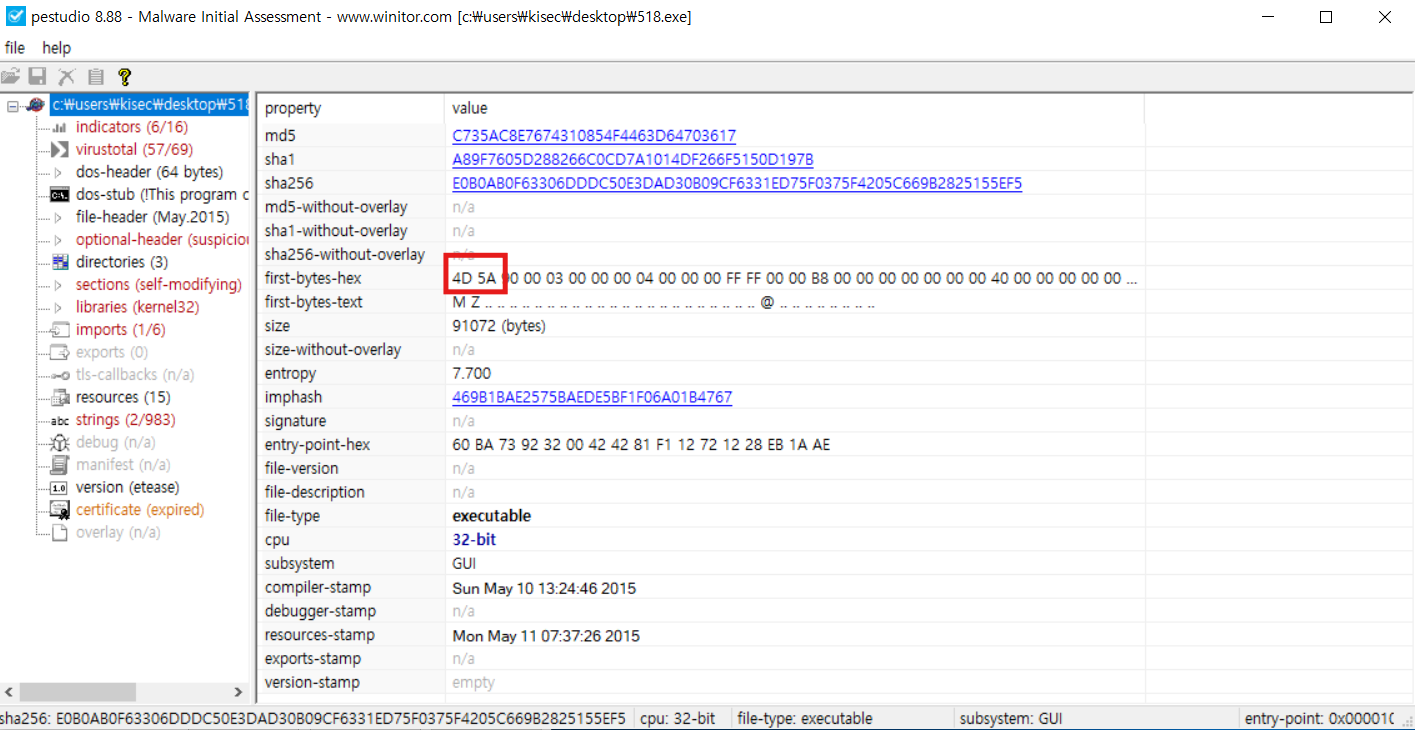 pestudio 8.88 - Malware Initial Assessment - www.winitor.com [c:₩users₩kisec₩desktop₩518.exe]
file help
c:₩users₩kisec₩desktop₩518
indicators (6/16)
virustotal (57/69)
dos-header (64 bytes)
dos-stub (!This program c
file-header (May.2015)
optional-header (suspicio
directories (3)
sections (self-modifying)
libraries (kernel32)
imports (1/6)
exports (0)
tls-callbacks (n/a)
resources (15)
strings (2/983)
debug (n/a)
manifest (n/a)
version (etease)
certificate (expired)
overlay (n/a)
property value
md5 C735AC8E7674310854F4463D64703617
sha1 A89F7605D288266C0CD7A1014DF266F5150D197B
sha256 E0B0AB0F63306DDDC50E3DAD30B09CF6331ED75F0375F4205C669B2825155EF5
md5-without-overlay n/a
sha1-without-overlay n/a
sha256-without-overlay n/a
first-bytes-hex 4D 5A 90 00 03 00 00 00 04 00 00 00 FF FF 00 00 B8 00 00 00 00 00 00 00 40 00 00 00 00 00 ...
first-bytes-text M Z .. .. .. .. .. .. .. .. .. .. .. .. .. .. .. .. .. .. .. .. .. .. @ .. .. .. .. .. .. .. ..
size 91072 (bytes)
size-without-overlay n/a
entropy 7.700
imphash 469B1BAE2575BAEDE5BF1F06A01B4767
signature n/a
entry-point-hex 60 BA 73 92 32 00 42 42 81 F1 12 72 12 28 EB 1A AE
file-version n/a
file-description n/a
file-type executable
cpu 32-bit
subsystem GUI
compiler-stamp Sun May 10 13:24:46 2015
debugger-stamp n/a
resources-stamp Mon May 11 07:37:26 2015
exports-stamp n/a
version-stamp empty
sha256: E0B0AB0F63306DDDC50E3DAD30B09CF6331ED75F0375F4205C669B2825155EF5 cpu: 32-bit file-type: executable subsystem: GUI entry-point: 0x000010